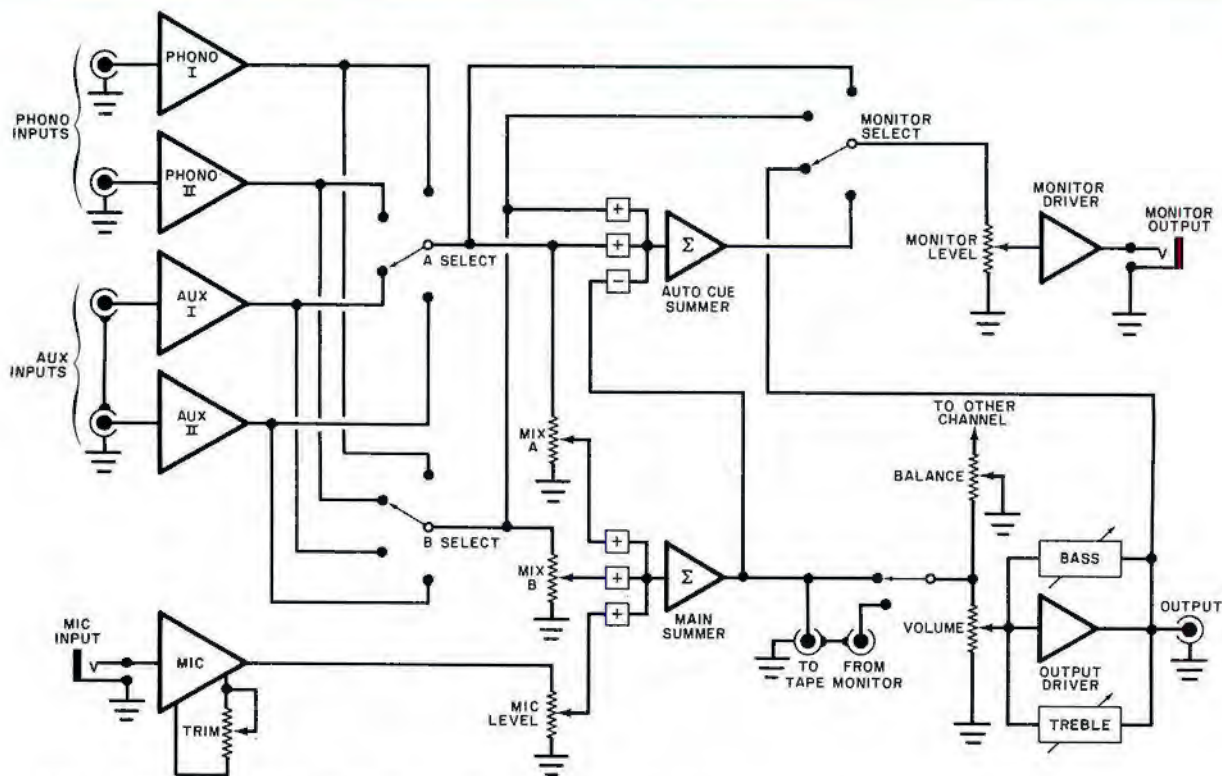 PHONO
I
PHONO
INPUTS
PHONO
II
MONITOR
SELECT
+
+
−
Σ
AUTO CUE
SUMMER
A SELECT
MONITOR
DRIVER
MONITOR
OUTPUT
MONITOR
LEVEL
AUX
I
AUX
INPUTS
AUX
II
MIX
A
TO OTHER
CHANNEL
BALANCE
B SELECT
MIX
B
+
+
+
Σ
MAIN
SUMMER
BASS
VOLUME
OUTPUT
OUTPUT
DRIVER
TREBLE
TO
FROM
TAPE MONITOR
MIC
INPUT
MIC
TRIM
MIC
LEVEL